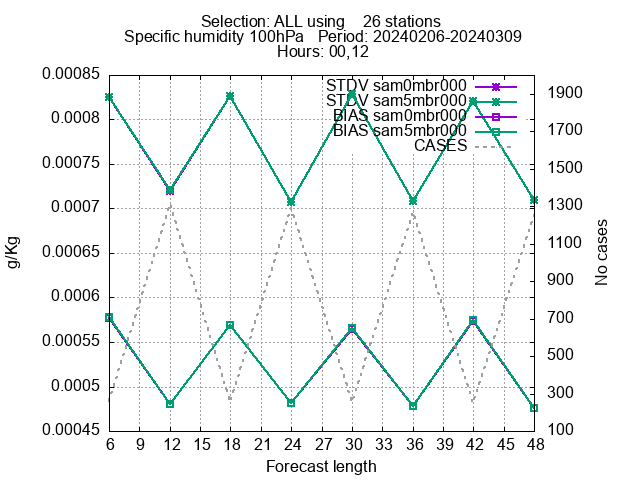 Selection: ALL using    26 stations
Specific humidity 100hPa   Period: 20240206-20240309
Hours: 00,12
STDV sam0mbr000
STDV sam5mbr000
BIAS sam0mbr000
BIAS sam5mbr000
CASES
0.00085
0.0008
0.00075
0.0007
0.00065
0.0006
0.00055
0.0005
0.00045
g/Kg
1900
1700
1500
1300
1100
900
700
500
300
100
No cases
6 9 12 15 18 21 24 27 30 33 36 39 42 45 48
Forecast length